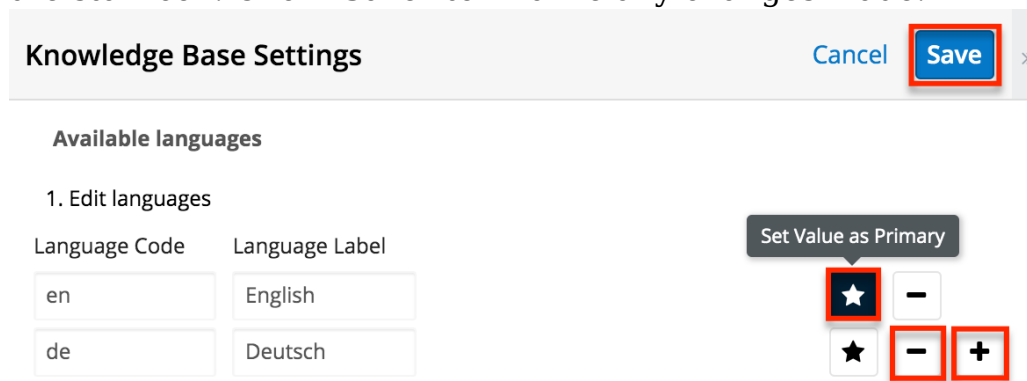 Knowledge Base Settings Cancel Save
Available languages
1. Edit languages
Language Code Language Label
Set Value as Primary
en English
de Deutsch